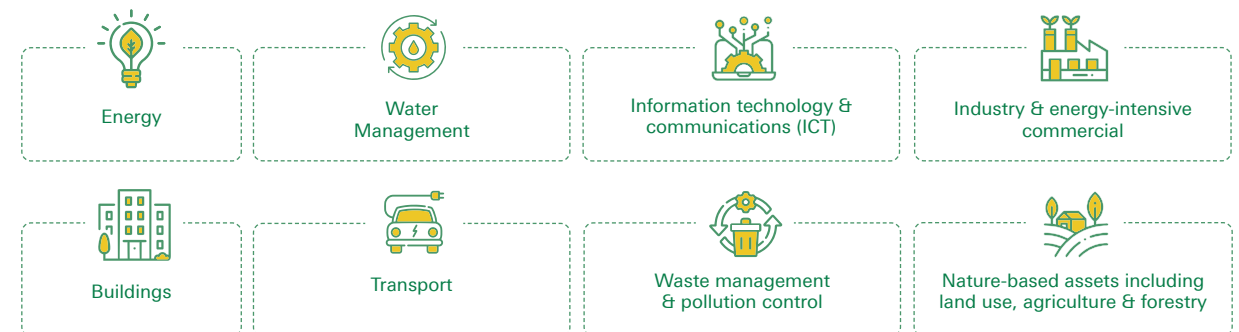 Energy
Water
Management
Information technology &
communications (ICT)
Industry & energy-intensive
commercial
Buildings
Transport
Waste management
& pollution control
Nature-based assets including
land use, agriculture & forestry